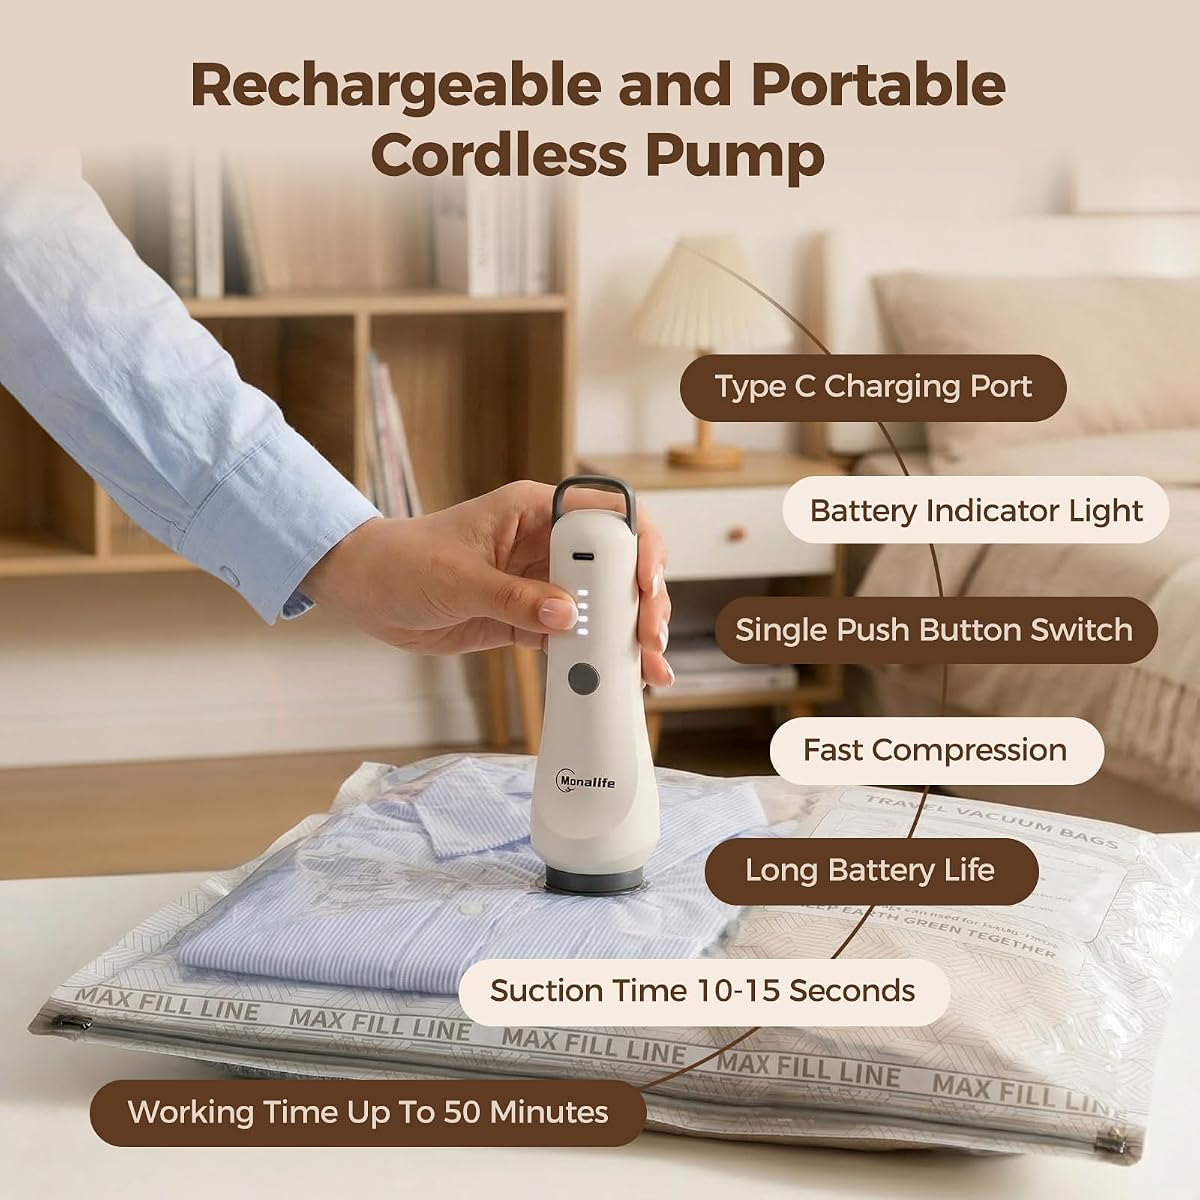 Rechargeable and Portable
Cordless Pump
Type C Charging Port
Battery Indicator Light
Single Push Button Switch
Fast Compression
Monalife
TRAVEL VACUUM BAGS
Long Battery Life
EARTH GREEN TEGETHER
Suction Time 10-15 Seconds
MAX FILL LINE MAX FILL LINE MAX FILL LINE MAX FILL LINE MAX FILL LINE
Working Time Up To 50 Minutes